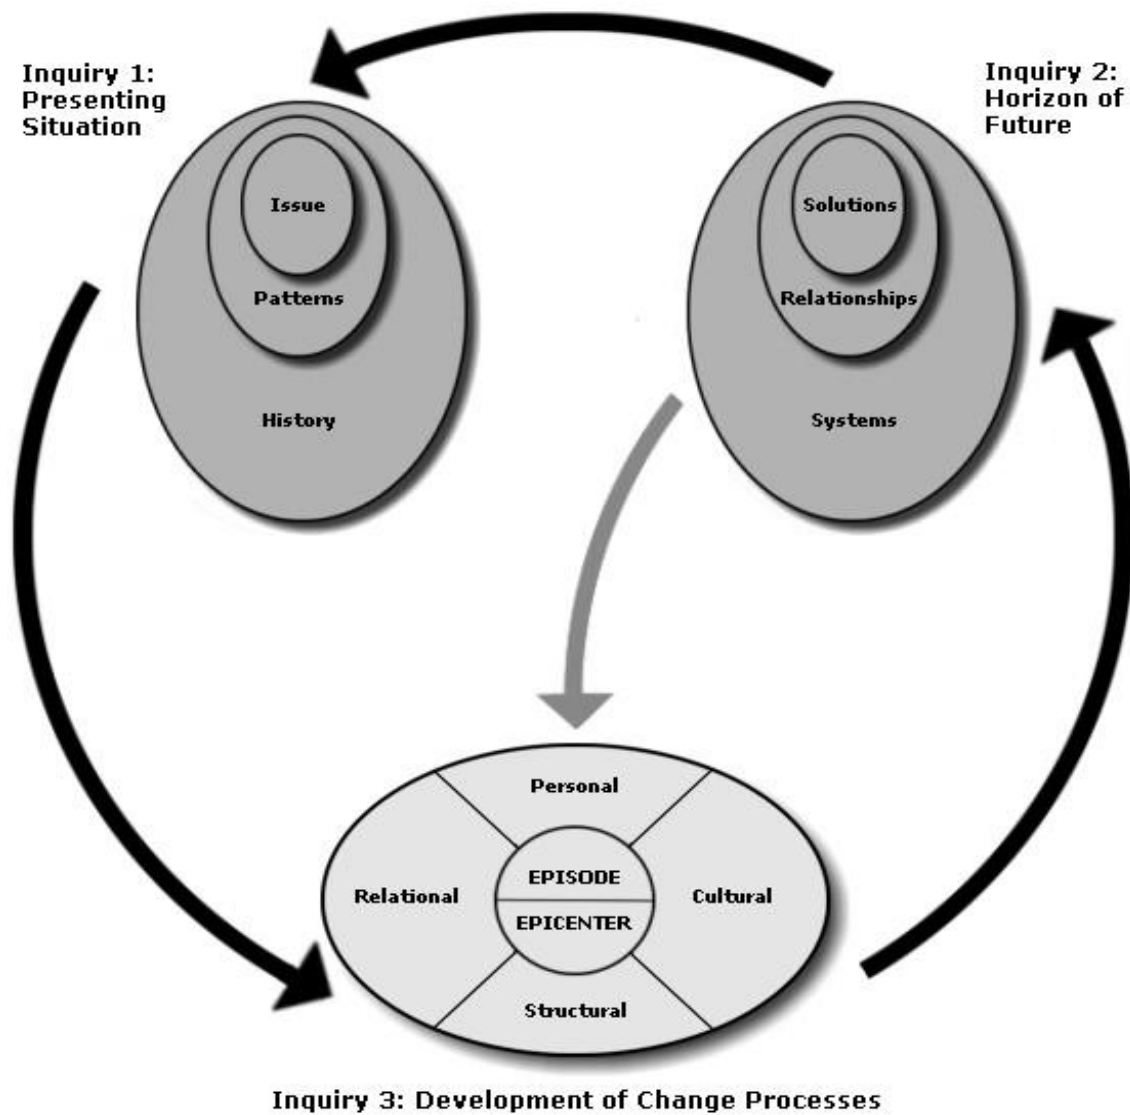 Inquiry 1:
Presenting
Situation
Issue
Patterns
History
Inquiry 2:
Horizon of
Future
Solutions
Relationships
Systems
Personal
Relational
EPISODE
EPICENTER
Cultural
Structural
Inquiry 3: Development of Change Processes